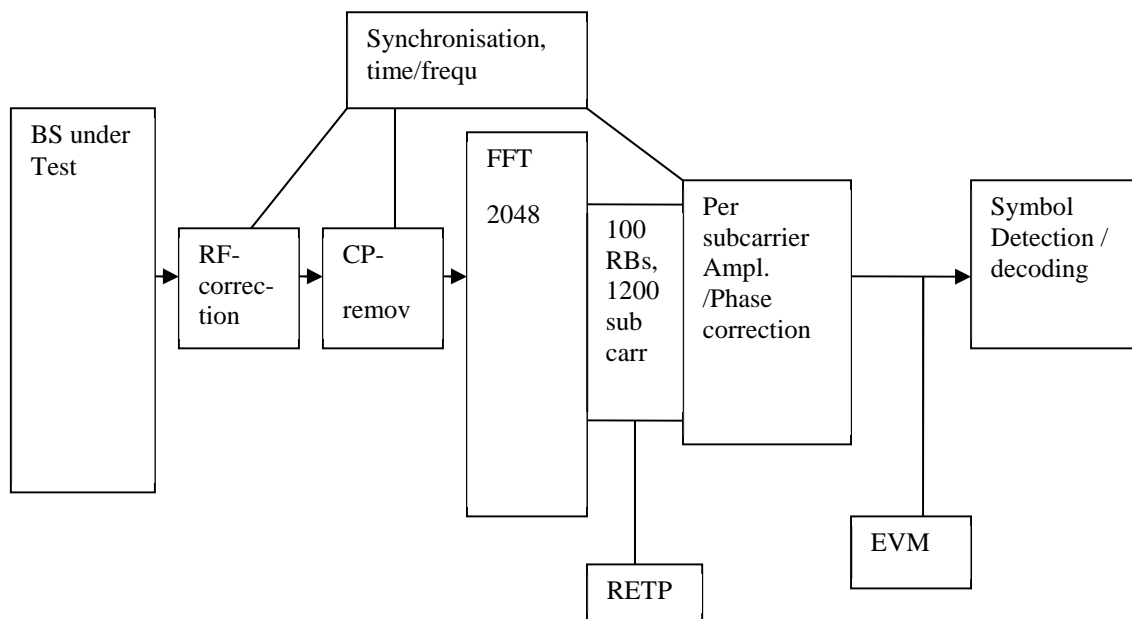 Synchronisation,
time/frequ
BS under
Test
FFT
2048
RF-
correc-
tion
CP-
remov
100
RBs,
1200
sub
carr
Per
subcarrier
Ampl.
/Phase
correction
Symbol
Detection /
decoding
EVM
RETP